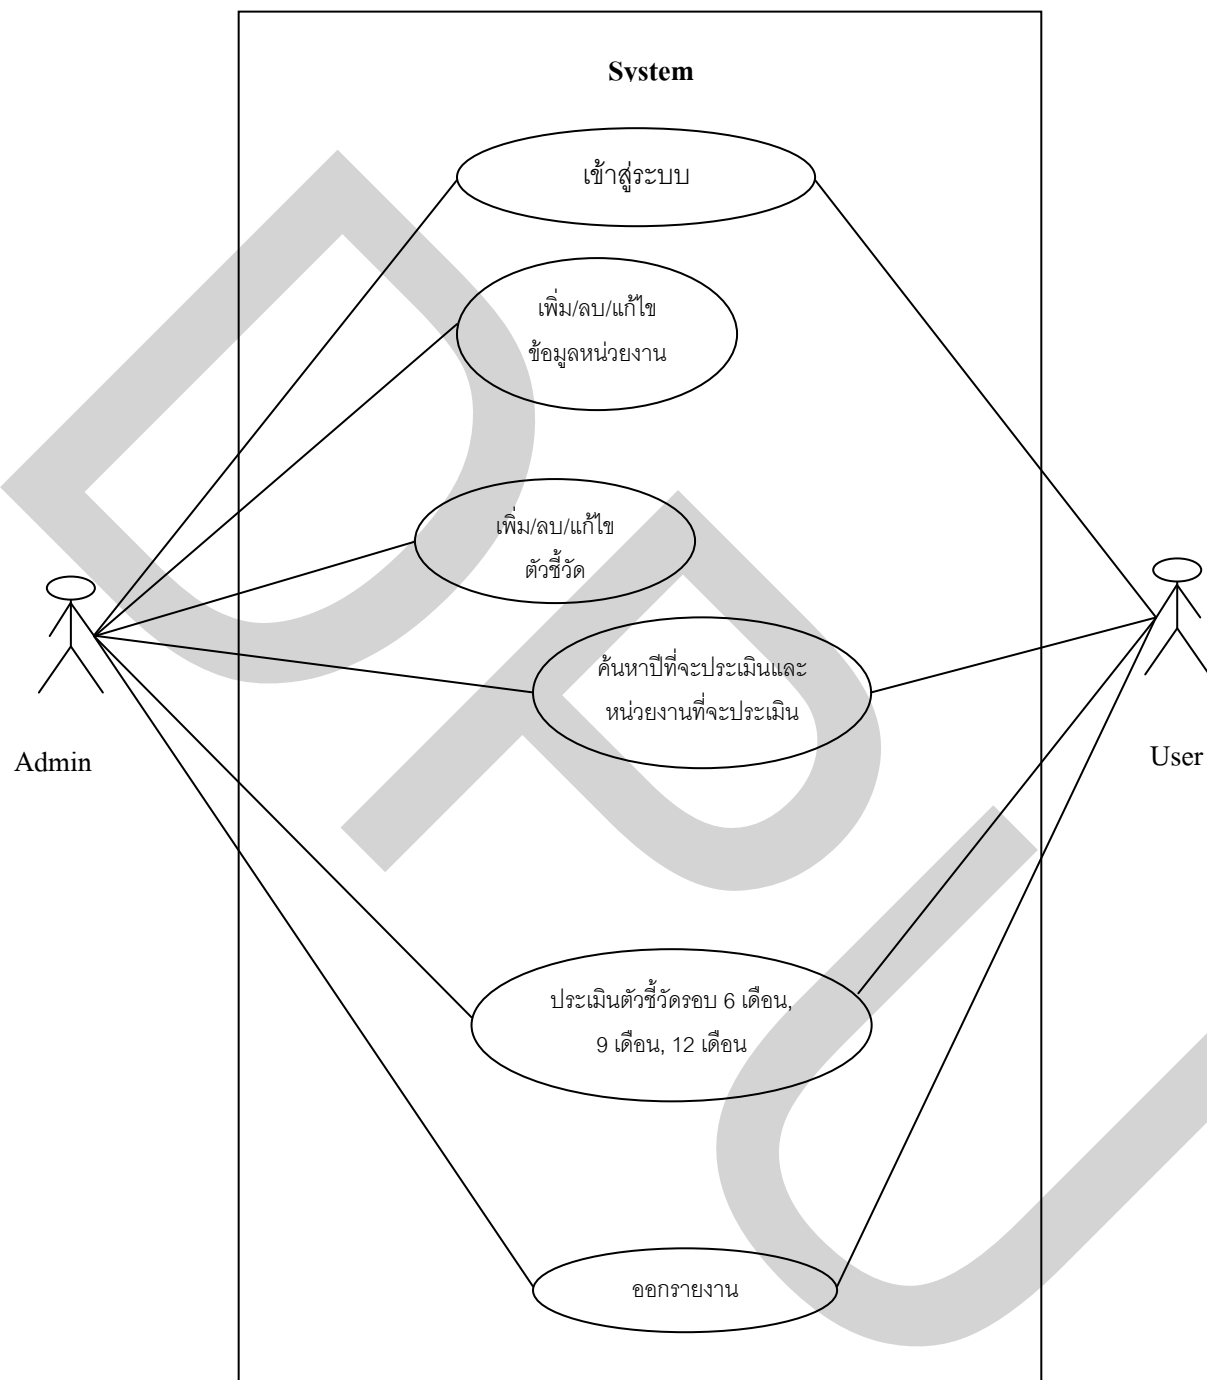 System
เข้าสู่ระบบ
เพิ่ม/ลบ/แก้ไข
ข้อมูลหน่วยงาน
เพิ่ม/ลบ/แก้ไข
ตัวชี้วัด
ค้นหาปีที่จะประเมินและ
หน่วยงานที่จะประเมิน
Admin
User
ประเมินตัวชี้วัดรอบ 6 เดือน,
9 เดือน, 12 เดือน
ออกรายงาน
DPU